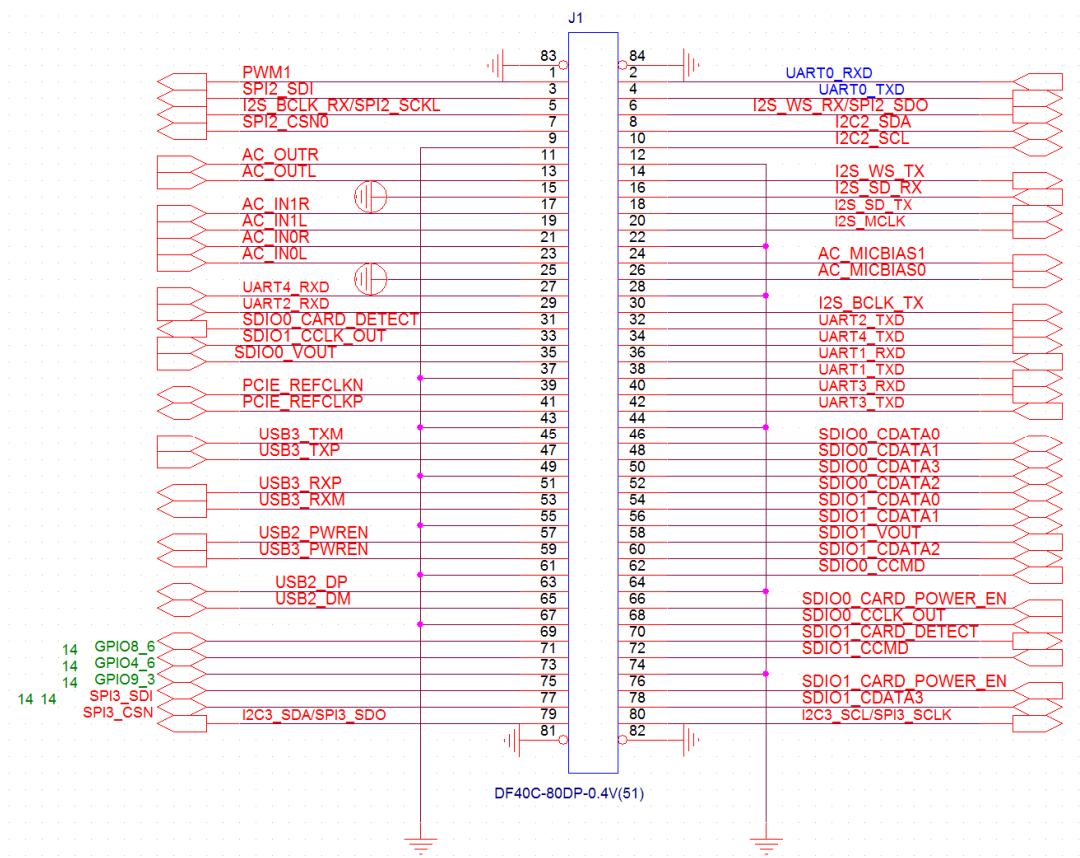 J1
83 84
PWM1 1 2 UART0_RXD
SPI2_SDI 3 4 UART0_TXD
I2S_BCLK_RX/SPI2_SCKL 5 6 I2S_WS_RX/SPI2_SDO
SPI2_CSN0 7 8 I2C2_SDA
9 10 I2C2_SCL
AC_OUTR 11 12
AC_OUTL 13 14 I2S_WS_TX
15 16 I2S_SD_RX
AC_IN1R 17 18 I2S_SD_TX
AC_IN1L 19 20 I2S_MCLK
AC_IN0R 21 22
AC_IN0L 23 24 AC_MICBIAS1
25 26 AC_MICBIAS0
UART4_RXD 27 28
UART2_RXD 29 30 I2S_BCLK_TX
SDIO0_CARD_DETECT 31 32 UART2_TXD
SDIO1_CCLK_OUT 33 34 UART4_TXD
SDIO0_VOUT 35 36 UART1_RXD
37 38 UART1_TXD
PCIE_REFCLKN 39 40 UART3_RXD
PCIE_REFCLKP 41 42 UART3_TXD
43 44
USB3_TXM 45 46 SDIO0_CDATA0
USB3_TXP 47 48 SDIO0_CDATA1
49 50 SDIO0_CDATA3
USB3_RXP 51 52 SDIO0_CDATA2
USB3_RXM 53 54 SDIO1_CDATA0
55 56 SDIO1_CDATA1
USB2_PWREN 57 58 SDIO1_VOUT
USB3_PWREN 59 60 SDIO1_CDATA2
61 62 SDIO0_CCMD
USB2_DP 63 64
USB2_DM 65 66 SDIO0_CARD_POWER_EN
67 68 SDIO0_CCLK_OUT
69 70 SDIO1_CARD_DETECT
14 GPIO8_6 71 72 SDIO1_CCMD
14 GPIO4_6 73 74
14 GPIO9_3 75 76 SDIO1_CARD_POWER_EN
14 14 SPI3_SDI 77 78 SDIO1_CDATA3
SPI3_CSN I2C3_SDA/SPI3_SDO 79 80 I2C3_SCL/SPI3_SCLK
81 82
DF40C-80DP-0.4V(51)